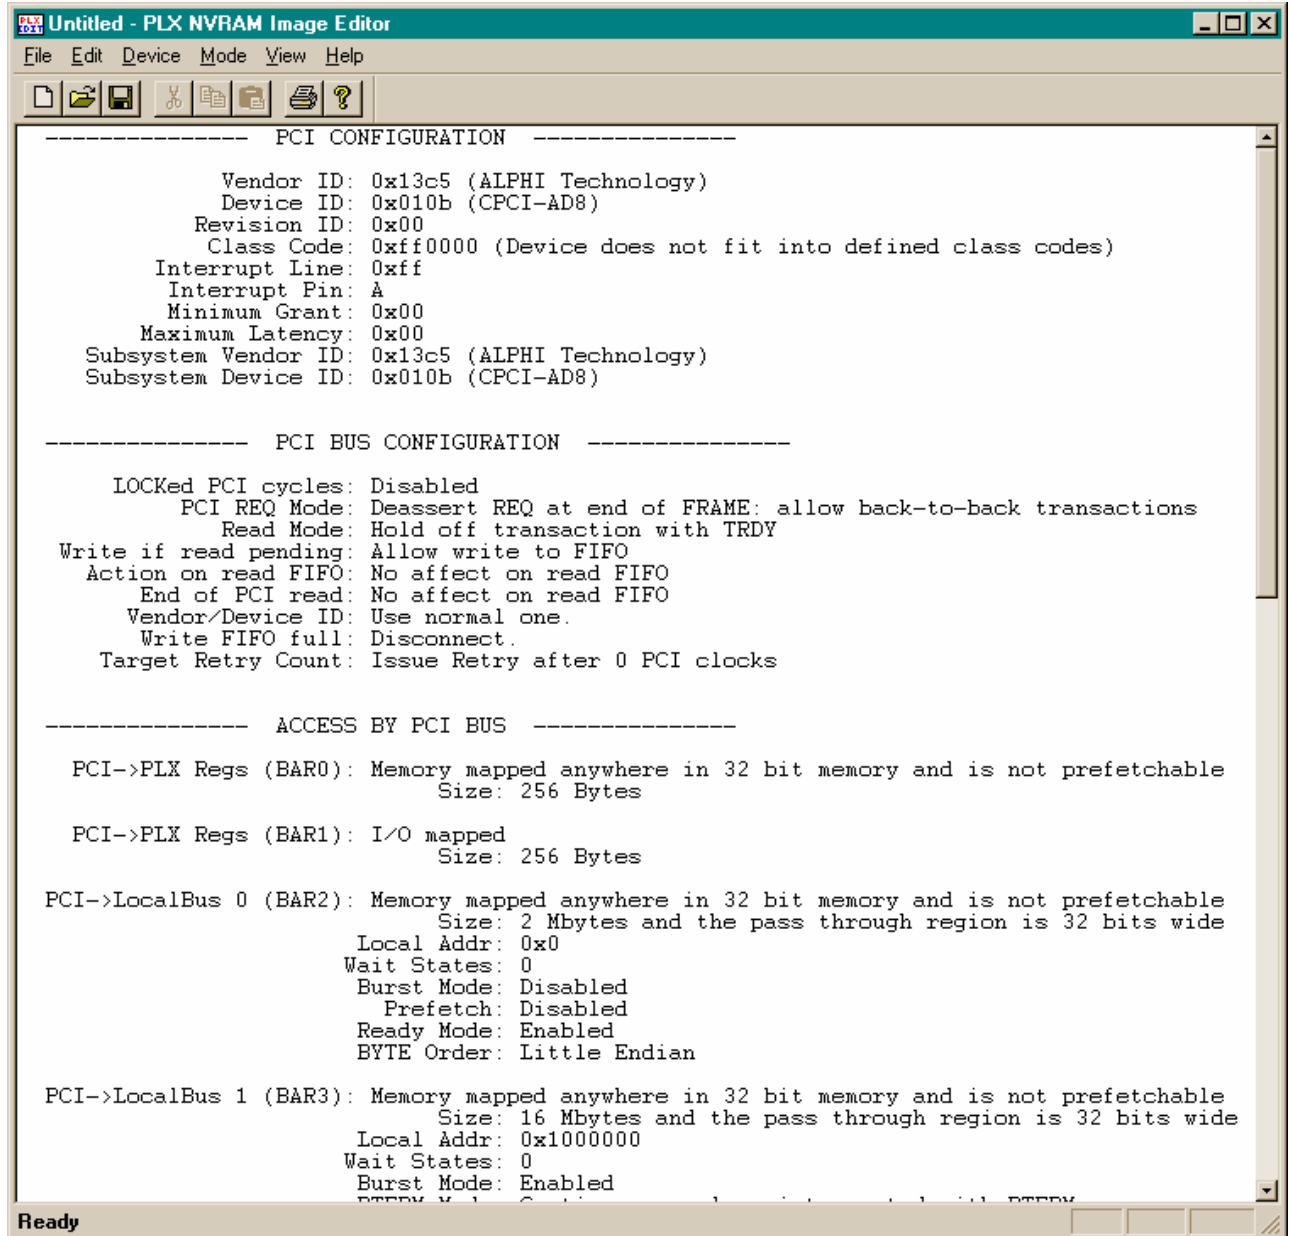 PLX EDIT Untitled - PLX NVRAM Image Editor
File Edit Device Mode View Help
--------------- PCI CONFIGURATION ---------------
Vendor ID: 0x13c5 (ALPHI Technology)
Device ID: 0x010b (CPCI-AD8)
Revision ID: 0x00
Class Code: 0xff0000 (Device does not fit into defined class codes)
Interrupt Line: 0xff
Interrupt Pin: A
Minimum Grant: 0x00
Maximum Latency: 0x00
Subsystem Vendor ID: 0x13c5 (ALPHI Technology)
Subsystem Device ID: 0x010b (CPCI-AD8)
--------------- PCI BUS CONFIGURATION ---------------
LOCKed PCI cycles: Disabled
PCI REQ Mode: Deassert REQ at end of FRAME: allow back-to-back transactions
Read Mode: Hold off transaction with TRDY
Write if read pending: Allow write to FIFO
Action on read FIFO: No affect on read FIFO
End of PCI read: No affect on read FIFO
Vendor/Device ID: Use normal one.
Write FIFO full: Disconnect.
Target Retry Count: Issue Retry after 0 PCI clocks
--------------- ACCESS BY PCI BUS ---------------
PCI->PLX Regs (BAR0): Memory mapped anywhere in 32 bit memory and is not prefetchable
Size: 256 Bytes
PCI->PLX Regs (BAR1): I/O mapped
Size: 256 Bytes
PCI->LocalBus 0 (BAR2): Memory mapped anywhere in 32 bit memory and is not prefetchable
Size: 2 Mbytes and the pass through region is 32 bits wide
Local Addr: 0x0
Wait States: 0
Burst Mode: Disabled
Prefetch: Disabled
Ready Mode: Enabled
BYTE Order: Little Endian
PCI->LocalBus 1 (BAR3): Memory mapped anywhere in 32 bit memory and is not prefetchable
Size: 16 Mbytes and the pass through region is 32 bits wide
Local Addr: 0x1000000
Wait States: 0
Burst Mode: Enabled
Ready